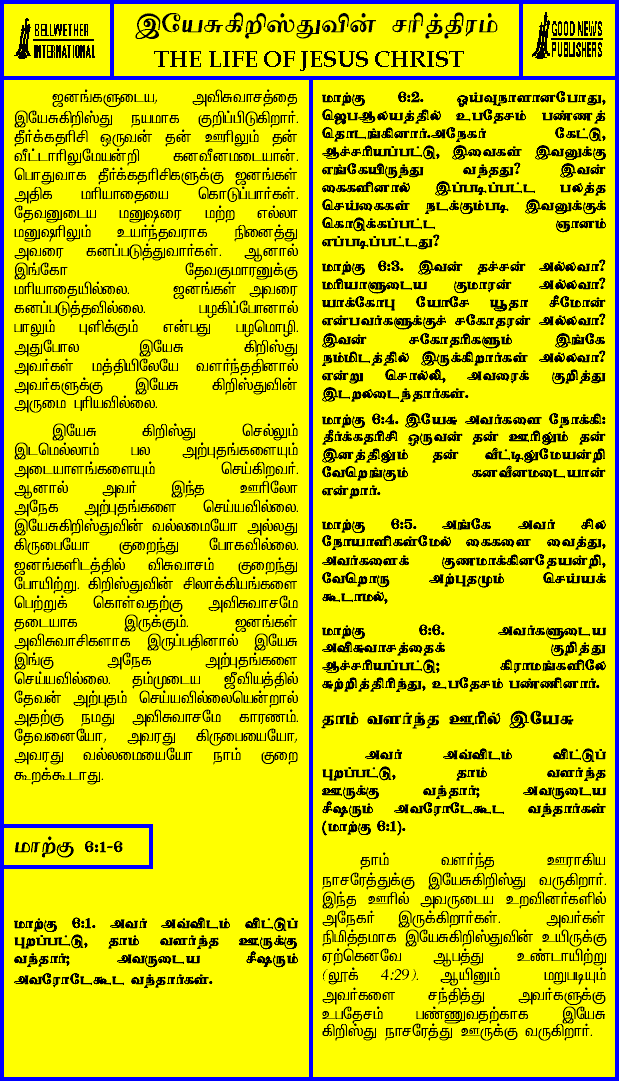 BELLWETHER
INTERNATIONAL
இயேசுகிறிஸ்துவின் சரித்திரம்
THE LIFE OF JESUS CHRIST
GOOD NEWS
PUBLISHERS
ஜனங்களுடைய, அவிசுவாசத்தை
இயேசுகிறிஸ்து நயமாக குறிப்பிடுகிறார்.
தீர்க்கதரிசி ஒருவன் தன் ஊரிலும் தன்
வீட்டாரிலுமேயன்றி கனவீனமடையான்.
பொதுவாக தீர்க்கதரிசிகளுக்கு ஜனங்கள்
அதிக மரியாதையை கொடுப்பார்கள்.
தேவனுடைய மனுஷரை மற்ற எல்லா
மனுஷரிலும் உயர்ந்தவராக நினைத்து
அவரை கனப்படுத்துவார்கள். ஆனால்
இங்கோ தேவகுமாரனுக்கு
மரியாதையில்லை. ஜனங்கள் அவரை
கனப்படுத்தவில்லை. பழகிப்போனால்
பாலும் புளிக்கும் என்பது பழமொழி.
அதுபோல இயேசு கிறிஸ்து
அவர்கள் மத்தியிலேயே வளர்ந்ததினால்
அவர்களுக்கு இயேசு கிறிஸ்துவின்
அருமை புரியவில்லை.
இயேசு கிறிஸ்து செல்லும்
இடமெல்லாம் பல அற்புதங்களையும்
அடையாளங்களையும் செய்கிறவர்.
ஆனால் அவர் இந்த ஊரிலோ
அநேக அற்புதங்களை செய்யவில்லை.
இயேசுகிறிஸ்துவின் வல்லமையோ அல்லது
கிருபையோ குறைந்து போகவில்லை.
ஜனங்களிடத்தில் விசுவாசம் குறைந்து
போயிற்று. கிறிஸ்துவின் சிலாக்கியங்களை
பெற்றுக் கொள்வதற்கு அவிசுவாசமே
தடையாக இருக்கும். ஜனங்கள்
அவிசுவாசிகளாக இருப்பதினால் இயேசு
இங்கு அநேக அற்புதங்களை
செய்யவில்லை. தம்முடைய ஜீவியத்தில்
தேவன் அற்புதம் செய்யவில்லையென்றால்
அதற்கு நமது அவிசுவாசமே காரணம்.
தேவனையோ, அவரது கிருபையையோ,
அவரது வல்லமையையோ நாம் குறை
கூறக்கூடாது.
மாற்கு 6:1-6
மாற்கு 6:1. அவர் அவ்விடம் விட்டுப்
புறப்பட்டு, தாம் வளர்ந்த ஊருக்கு
வந்தார்; அவருடைய சீஷரும்
அவரோடேகூட வந்தார்கள்.
மாற்கு 6:2. ஓய்வுநாளானபோது,
ஜெபஆலயத்தில் உபதேசம் பண்ணத்
தொடங்கினார்.அநேகர் கேட்டு,
ஆச்சரியப்பட்டு, இவைகள் இவனுக்கு
எங்கேயிருந்து வந்தது? இவன்
கைகளினால் இப்படிப்பட்ட பலத்த
செய்கைகள் நடக்கும்படி இவனுக்குக்
கொடுக்கப்பட்ட ஞானம்
எப்படிப்பட்டது?
மாற்கு 6:3. இவன் தச்சன் அல்லவா?
மரியாளுடைய குமாரன் அல்லவா?
யாக்கோபு யோசே யூதா சீமோன்
என்பவர்களுக்குச் சகோதரன் அல்லவா?
இவன் சகோதரிகளும் இங்கே
நம்மிடத்தில் இருக்கிறார்கள் அல்லவா?
என்று சொல்லி, அவரைக் குறித்து
இடறலடைந்தார்கள்.
மாற்கு 6:4. இயேசு அவர்களை நோக்கி:
தீர்க்கதரிசி ஒருவன் தன் ஊரிலும் தன்
இனத்திலும் தன் வீட்டிலுமேயன்றி
வேறெங்கும் கனவீனமடையான்
என்றார்.
மாற்கு 6:5. அங்கே அவர் சில
நோயாளிகள்மேல் கைகளை வைத்து,
அவர்களைக் குணமாக்கினதேயன்றி,
வேறொரு அற்புதமும் செய்யக்
கூடாமல்,
மாற்கு 6:6. அவர்களுடைய
அவிசுவாசத்தைக் குறித்து
ஆச்சரியப்பட்டு; கிராமங்களிலே
சுற்றித்திரிந்து, உபதேசம் பண்ணினார்.
தாம் வளர்ந்த ஊரில் இயேசு
அவர் அவ்விடம் விட்டுப்
புறப்பட்டு, தாம் வளர்ந்த
ஊருக்கு வந்தார்; அவருடைய
சீஷரும் அவரோடேகூட வந்தார்கள்
(மாற்கு 6:1).
தாம் வளர்ந்த ஊராகிய
நாசரேத்துக்கு இயேசுகிறிஸ்து வருகிறார்.
இந்த ஊரில் அவருடைய உறவினர்களில்
அநேகர் இருக்கிறார்கள். அவர்கள்
நிமித்தமாக இயேசுகிறிஸ்துவின் உயிருக்கு
ஏற்கெனவே ஆபத்து உண்டாயிற்று
(லூக் 4:29). ஆயினும் மறுபடியும்
அவர்களை சந்தித்து அவர்களுக்கு
உபதேசம் பண்ணுவதற்காக இயேசு
கிறிஸ்து நாசரேத்து ஊருக்கு வருகிறார்.